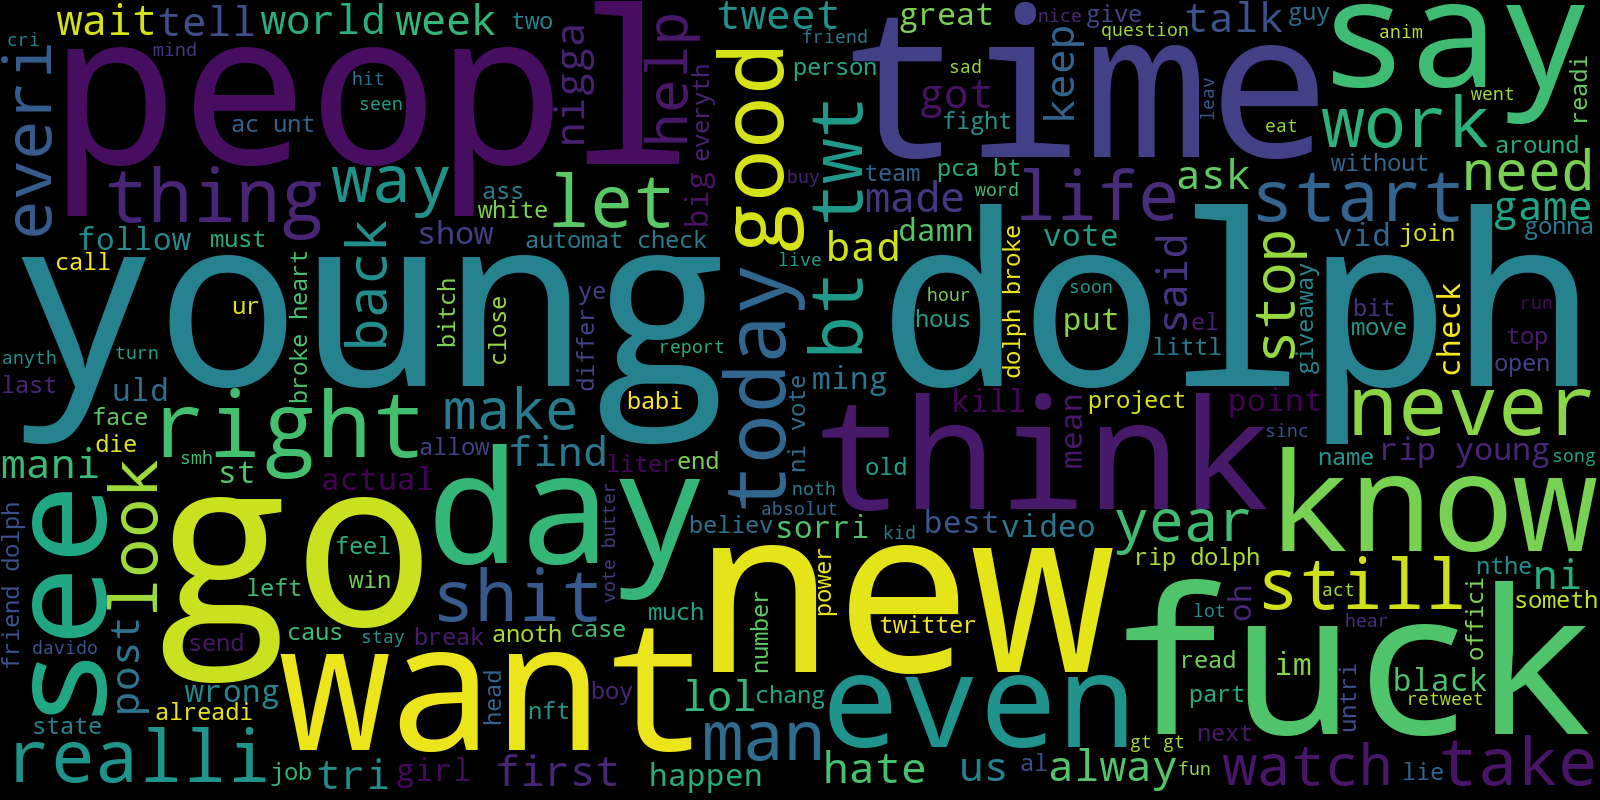 cri
wait
tell
world
week
two
tweet
friend
great
nice
give
question
talk
guy
anim
say
mind
peopl
hit
seen
ac unt
nigga
help
big everyth
good
person
time
got
sad
fight
keep
leav
eat
work
went
readi
around
everi
thing
way
ass
white
let
buy
twt
team
pca bt
word
made
life
ask
start
without
need
game
gonna
follow
must
back
show
automat check
bad
damn
vote
said
stop
vid
join
call
young
ur
broke heart
bitch
close
differ
ye
report
live
bt
dolph
hour
hous
dolph broke
soon
put
littl
el
giveaway
bit
move
check
run
top
open
anyth
turn
last
uld
face
die
right
make
babi
today
ming
ni vote
kill
mean
project
point
never
sinc
name
rip young
song
mani
smh
st
look
actual
allow
find
liter
end
think
old
noth
absolut
believ
sorri
kid
best
video
year
know
see
go
day
feel
win
left
shit
vote butter
much
new
power
number
twitter
rip dolph
still
nthe
ni
act
someth
friend dolph
davido
post
send
caus
stay
break
anoth
case
want
fuck
lot
oh
hear
offici
read
im
black
retweet
part
untri
state
wrong
alreadi
head
nft
boy
lol
chang
man
even
gt gt
next
realli
job
tri
girl
first
happen
hate
us
al
alway
fun
watch
lie
take